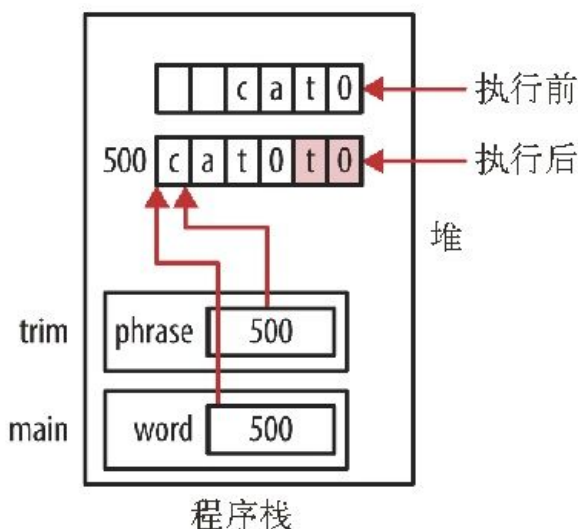 c a t 0 执行前
500 c a t 0 t 0 执行后
堆
trim phrase 500
main word 500
程序栈